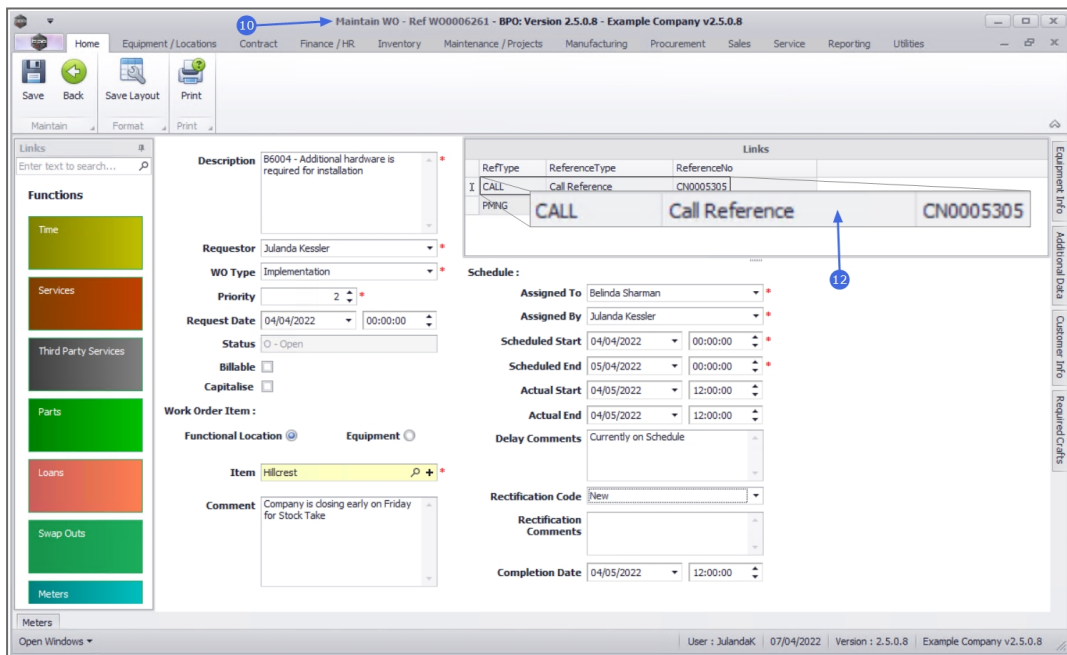 10
Maintain WO - Ref WO0006261 - BPO: Version 2.5.0.8 - Example Company v2.5.0.8
Home Equipment / Locations Contract Finance / HR Inventory Maintenance / Projects Manufacturing Procurement Sales Service Reporting Utilities
Save Back Save Layout Print
Maintain Format Print
Links
Enter text to search...
Functions
Time
Services
Third Party Services
Parts
Loans
Swap Outs
Meters
Description B6004 - Additional hardware is
required for installation *
Requestor Julanda Kessler *
WO Type Implementation *
Priority 2 *
Request Date 04/04/2022 00:00:00
Status O - Open
Billable
Capitalise
Work Order Item :
Functional Location Equipment
Item Hillcrest *
Comment Company is closing early on Friday
for Stock Take
Links
RefType ReferenceType ReferenceNo
CALL Call Reference CN0005305
PMNG
CALL Call Reference CN0005305
12
Schedule :
Assigned To Belinda Sharman *
Assigned By Julanda Kessler *
Scheduled Start 04/04/2022 00:00:00 *
Scheduled End 05/04/2022 00:00:00 *
Actual Start 04/05/2022 12:00:00
Actual End 04/05/2022 12:00:00
Delay Comments Currently on Schedule
Rectification Code New
Rectification
Comments
Completion Date 04/05/2022 12:00:00
Equipment Info
Additional Data
Customer Info
Required Crafts
Meters
Open Windows User : JulandaK 07/04/2022 Version : 2.5.0.8 Example Company v2.5.0.8